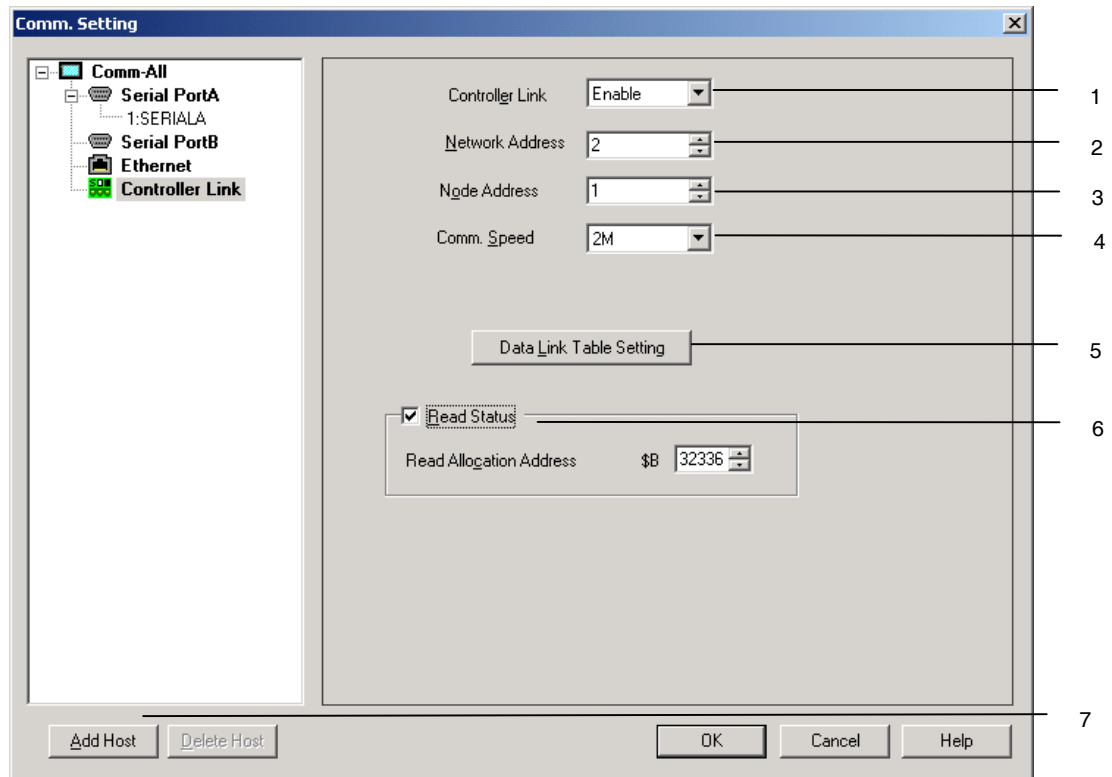 Comm. Setting
Comm-All
Serial PortA
1:SERIALA
Serial PortB
Ethernet
Controller Link
Controller Link Enable 1
Network Address 2 2
Node Address 1 3
Comm. Speed 2M 4
Data Link Table Setting 5
Read Status 6
Read Allocation Address $B 32336
7
Add Host Delete Host OK Cancel Help